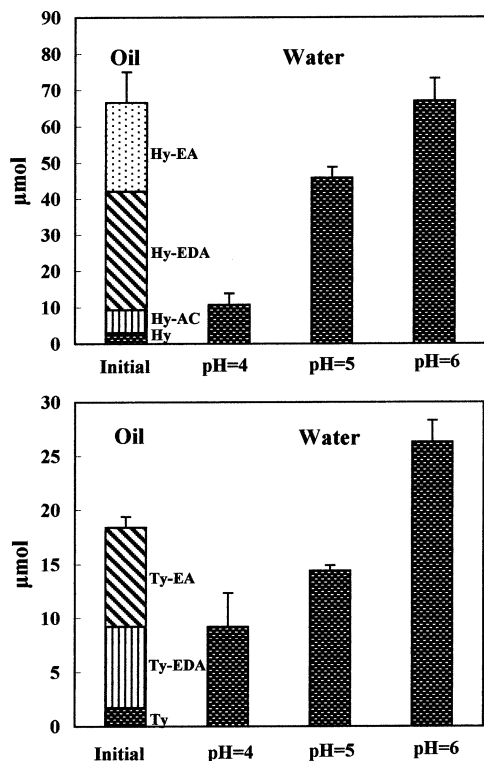 90
Oil Water
80
70
60
Hy-EA
50
µmol
40
30
Hy-EDA
20
10
Hy-AC
Hy
0
Initial pH=4 pH=5 pH=6
30
Oil Water
25
20
15
µmol
Ty-EA
10
Ty-EDA
5
Ty
0
Initial pH=4 pH=5 pH=6